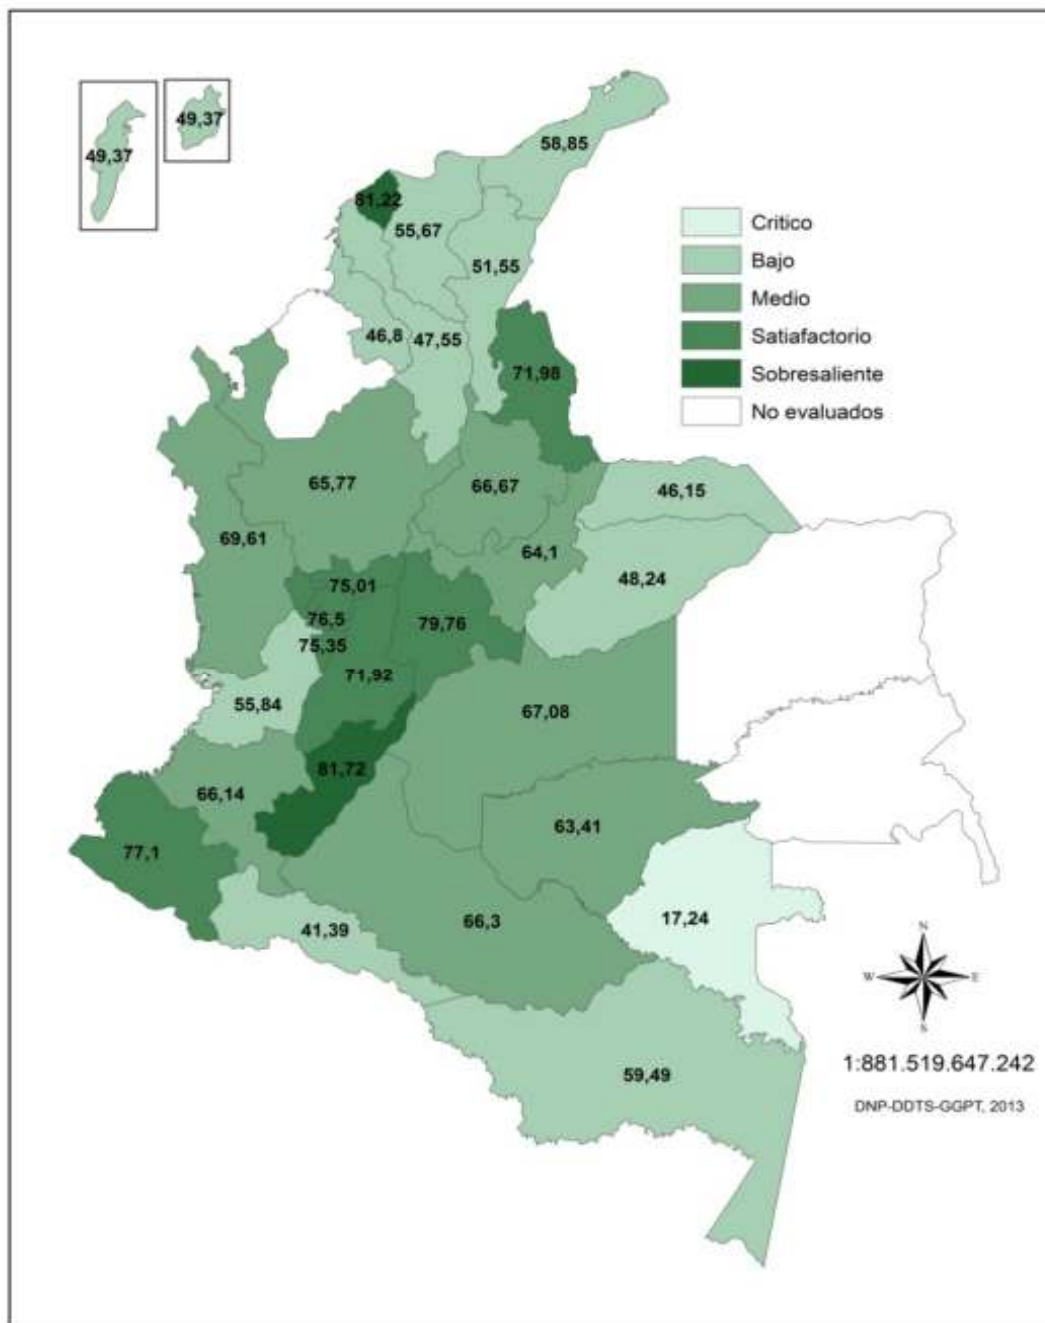 49,37
49,37
58,85
81,22
55,67
51,55
46,8
47,55
71,98
Critico
Bajo
Medio
Satiafactorio
Sobresaliente
No evaluados
65,77
66,67
46,15
69,61
64,1
48,24
75,01
76,5
79,76
75,35
71,92
55,84
67,08
81,72
66,14
63,41
77,1
66,3
17,24
41,39
N
W
E
S
59,49
1:881.519.647.242
DNP-DDTS-GGPT, 2013